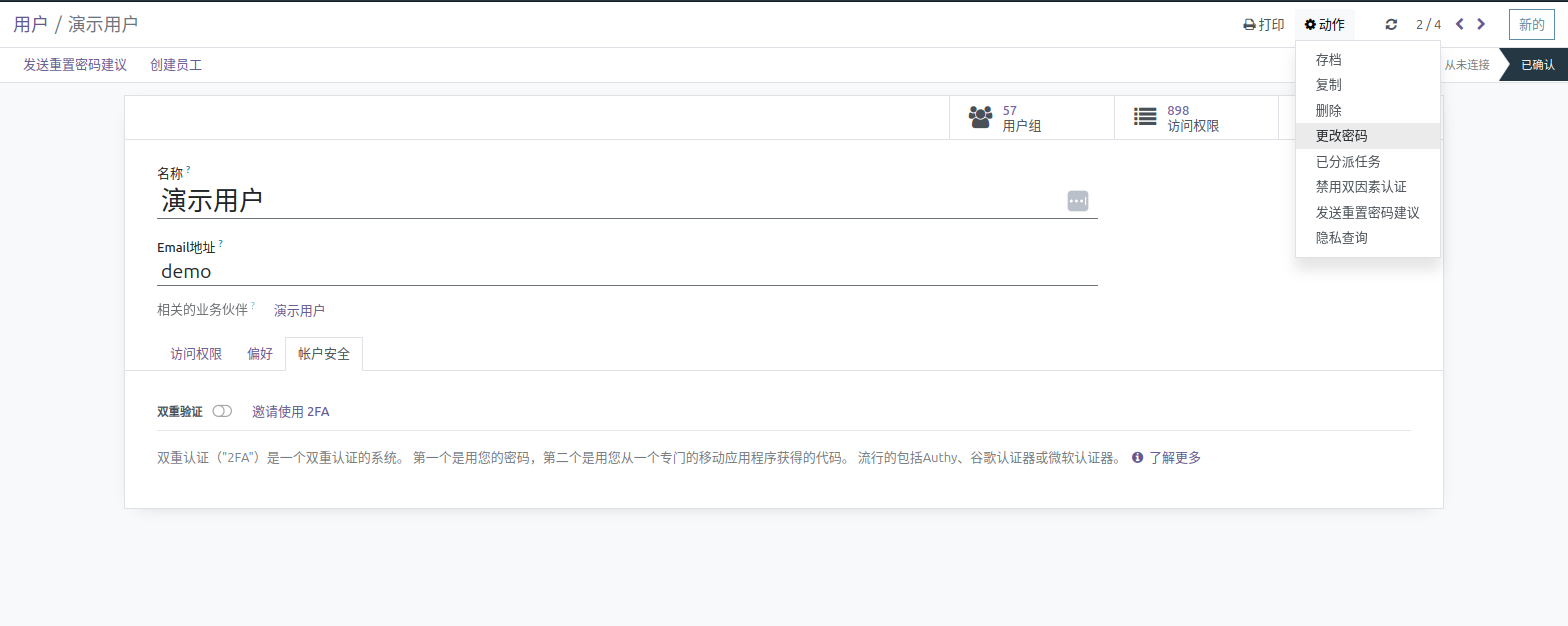 用户 / 演示用户
打印 动作 2 / 4 新的
发送重置密码建议 创建员工
从未连接 已确认
存档
复制
删除
更改密码
已分派任务
禁用双因素认证
发送重置密码建议
隐私查询
57
用户组
898
访问权限
名称 ?
演示用户
Email地址 ?
demo
相关的业务伙伴 ? 演示用户
访问权限 偏好 帐户安全
双重验证 邀请使用 2FA
双重认证（"2FA"）是一个双重认证的系统。 第一个是用您的密码，第二个是用您从一个专门的移动应用程序获得的代码。 流行的包括Authy、谷歌认证器或微软认证器。 了解更多